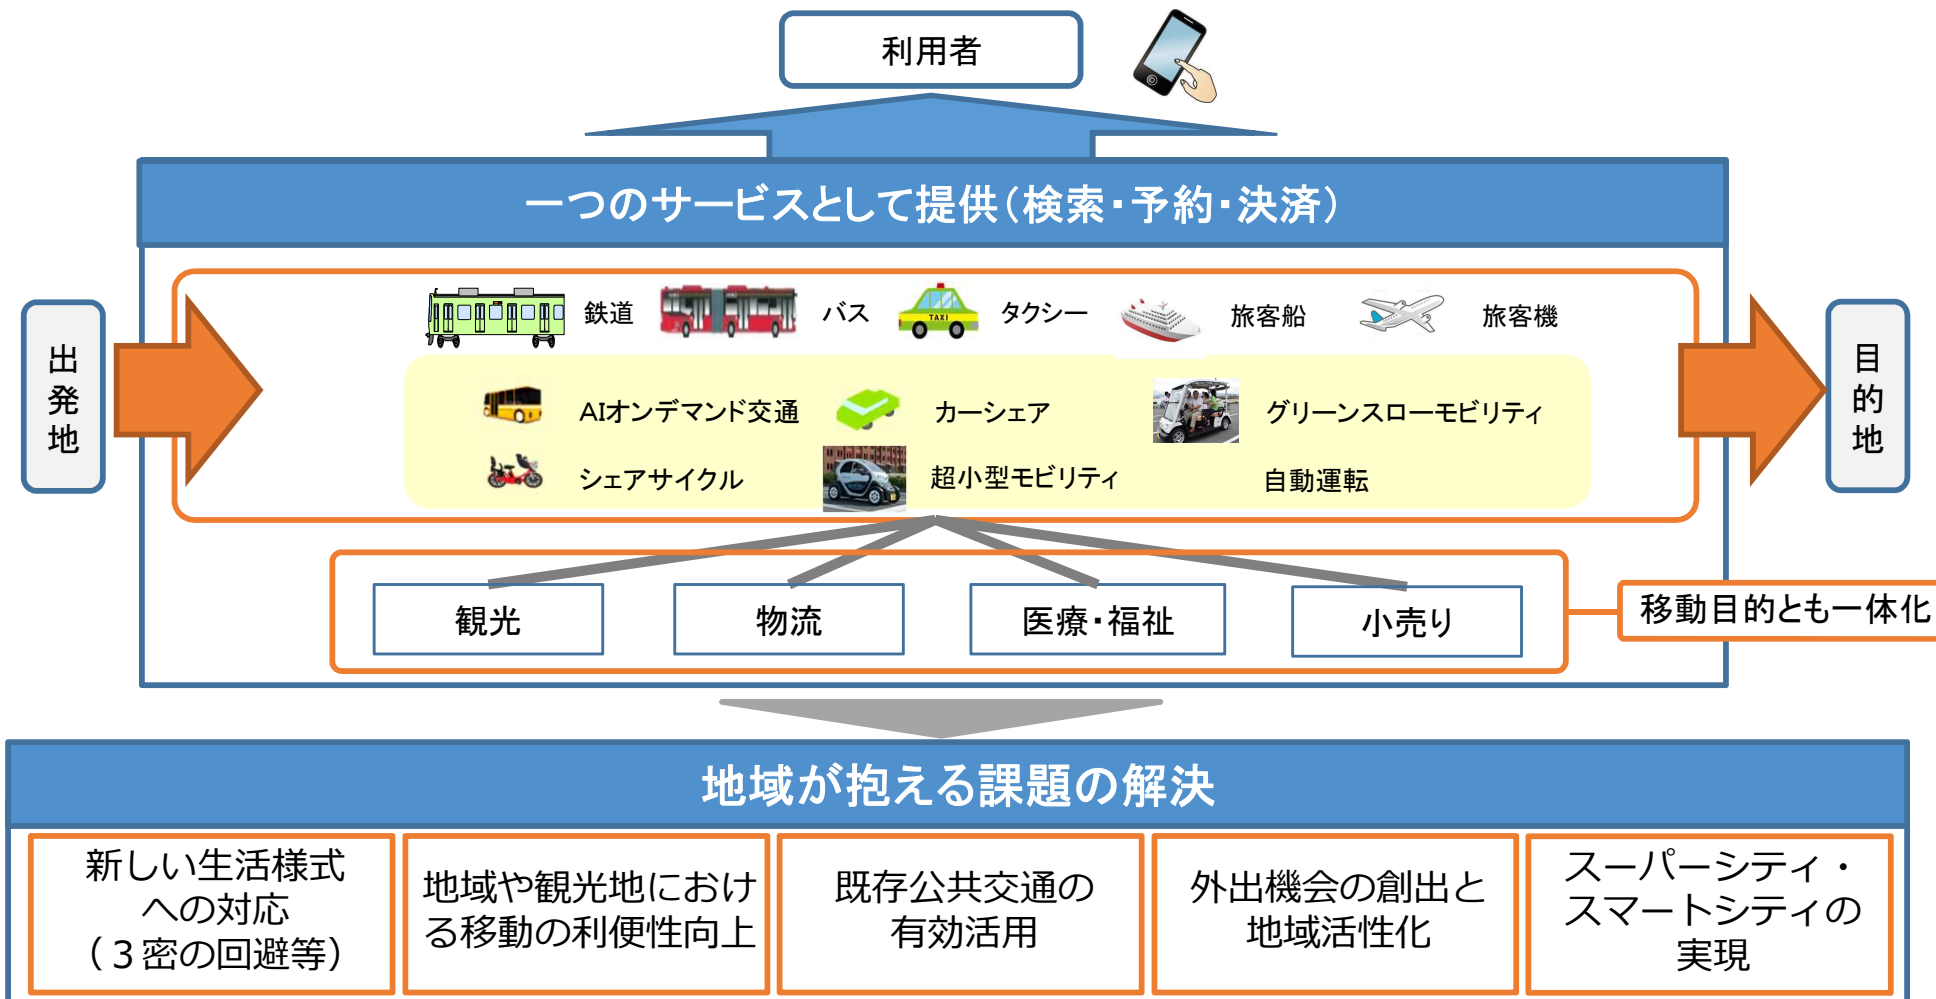 利用者
一つのサービスとして提供（検索・予約・決済）
出発地
鉄道
バス
TAXI
タクシー
旅客船
旅客機
AIオンデマンド交通
カーシェア
グリーンスローモビリティ
シェアサイクル
超小型モビリティ
自動運転
目的地
観光
物流
医療・福祉
小売り
移動目的とも一体化
地域が抱える課題の解決
新しい生活様式
への対応
（３密の回避等）
地域や観光地におけ
る移動の利便性向上
既存公共交通の
有効活用
外出機会の創出と
地域活性化
スーパーシティ・
スマートシティの
実現